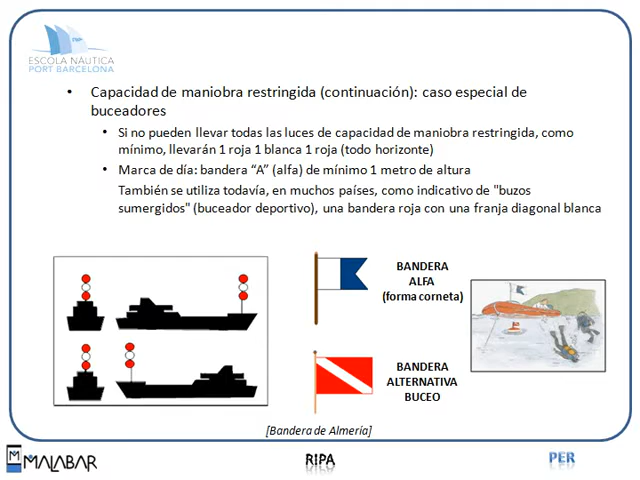 ESCOLA NÀUTICA
PORT BARCELONA
• Capacidad de maniobra restringida (continuación): caso especial de
buceadores
• Si no pueden llevar todas las luces de capacidad de maniobra restringida, como
mínimo, llevarán 1 roja 1 blanca 1 roja (todo horizonte)
• Marca de día: bandera “A” (alfa) de mínimo 1 metro de altura
También se utiliza todavía, en muchos países, como indicativo de "buzos
sumergidos" (buceador deportivo), una bandera roja con una franja diagonal blanca
BANDERA
ALFA
(forma corneta)
BANDERA
ALTERNATIVA
BUCEO
[Bandera de Almería]
MALABAR
RIPA
PER